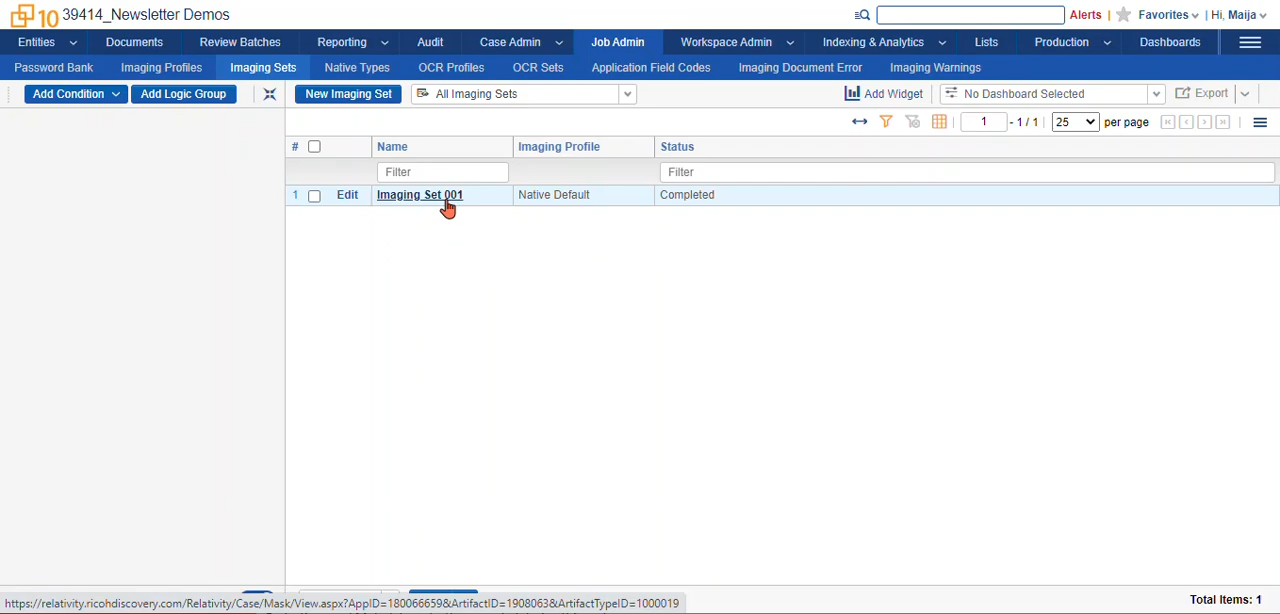 10 39414_Newsletter Demos Alerts | Favorites | Hi, Maija
Entities Documents Review Batches Reporting Audit Case Admin Job Admin Workspace Admin Indexing & Analytics Lists Production Dashboards
Password Bank Imaging Profiles Imaging Sets Native Types OCR Profiles OCR Sets Application Field Codes Imaging Document Error Imaging Warnings
Add Condition Add Logic Group New Imaging Set All Imaging Sets Add Widget No Dashboard Selected Export
1 - 1 / 1 25 per page
# Name Imaging Profile Status
Filter Filter
1 Edit Imaging Set 001 Native Default Completed
https://relativity.ricohdiscovery.com/Relativity/Case/Mask/View.aspx?AppID=180066659&ArtifactID=1908063&ArtifactTypeID=1000019 Total Items: 1